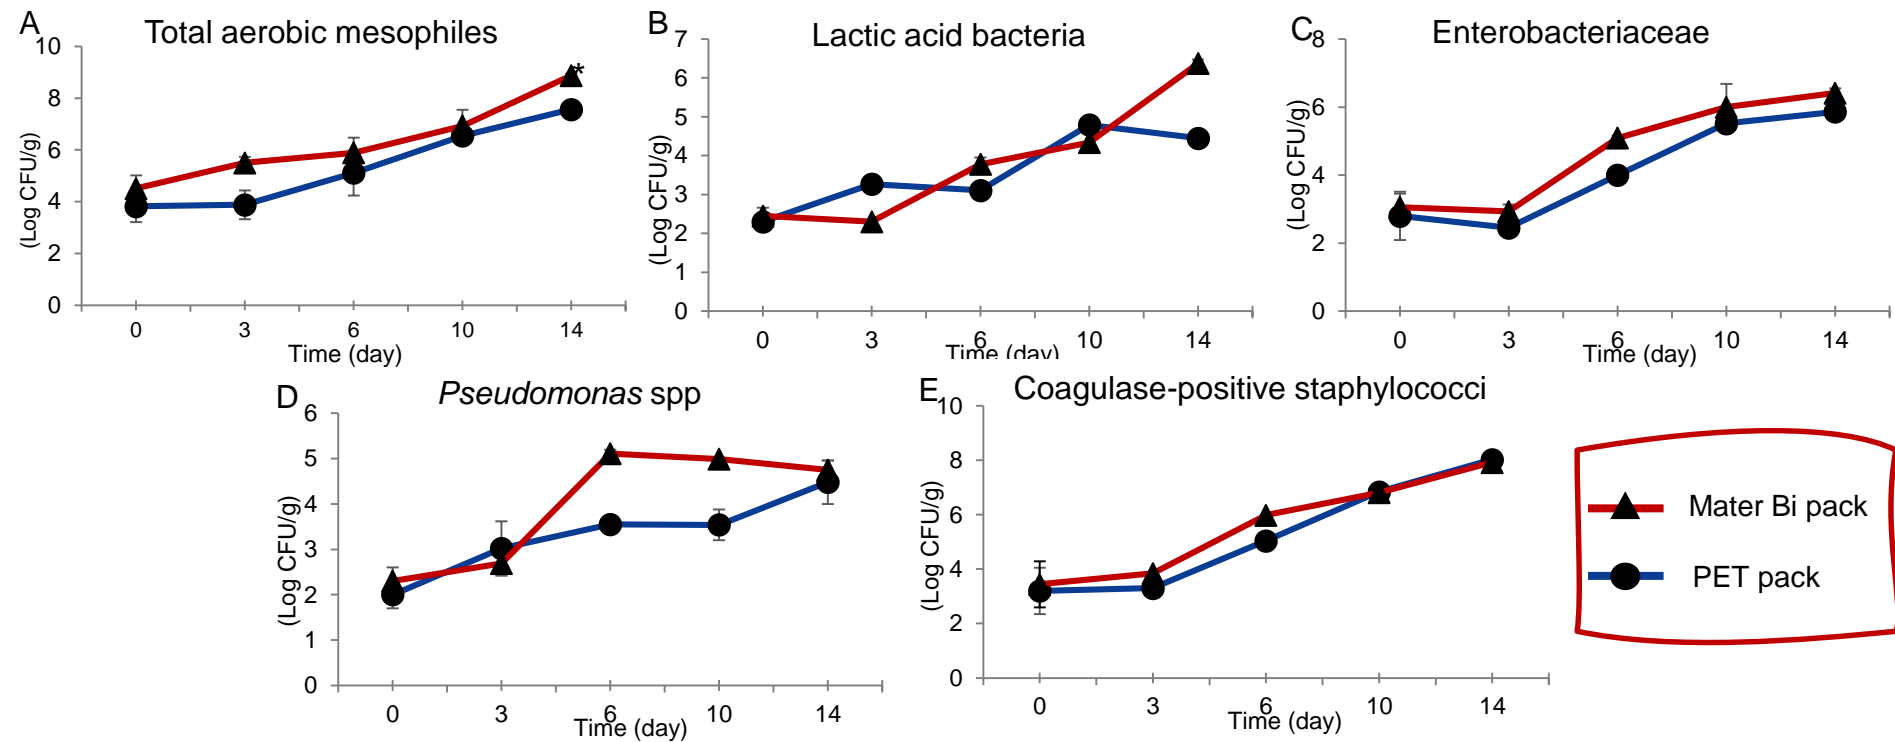 A
Total aerobic mesophiles
10
8
6
4
2
0
(Log CFU/g)
*
0 3 6 10 14
Time (day)
B
Lactic acid bacteria
7
6
5
4
3
2
1
0
(Log CFU/g)
0 3 6 10 14
Time (day)
C
Enterobacteriaceae
8
6
4
2
0
(Log CFU/g)
0 3 6 10 14
Time (day)
D
Pseudomonas spp
6
5
4
3
2
1
0
(Log CFU/g)
0 3 6 10 14
Time (day)
E
Coagulase-positive staphylococci
10
8
6
4
2
0
(Log CFU/g)
0 3 6 10 14
Time (day)
Mater Bi pack
PET pack